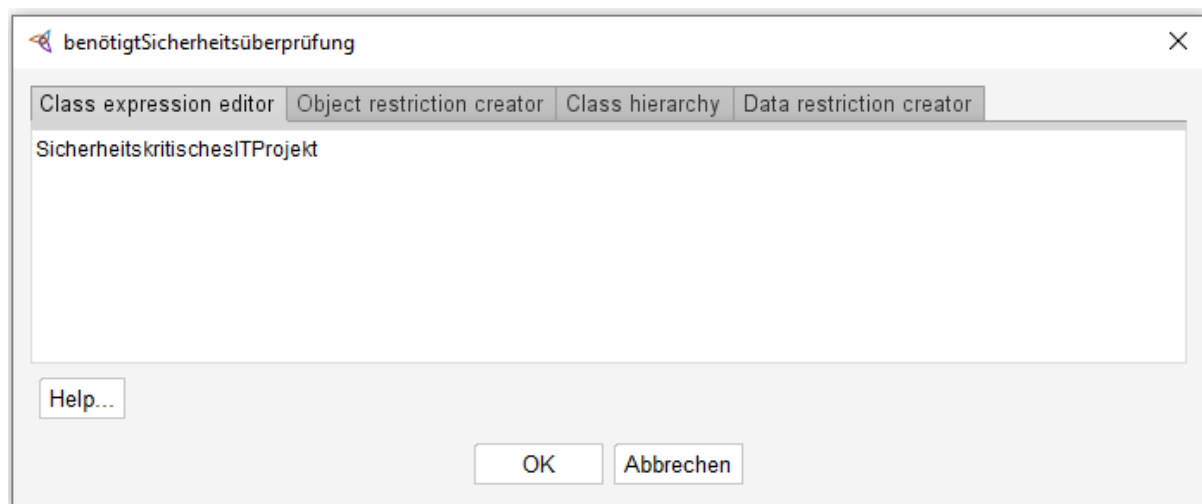 benötigtSicherheitsüberprüfung
Class expression editor Object restriction creator Class hierarchy Data restriction creator
SicherheitskritischesITProjekt
Help...
OK Abbrechen